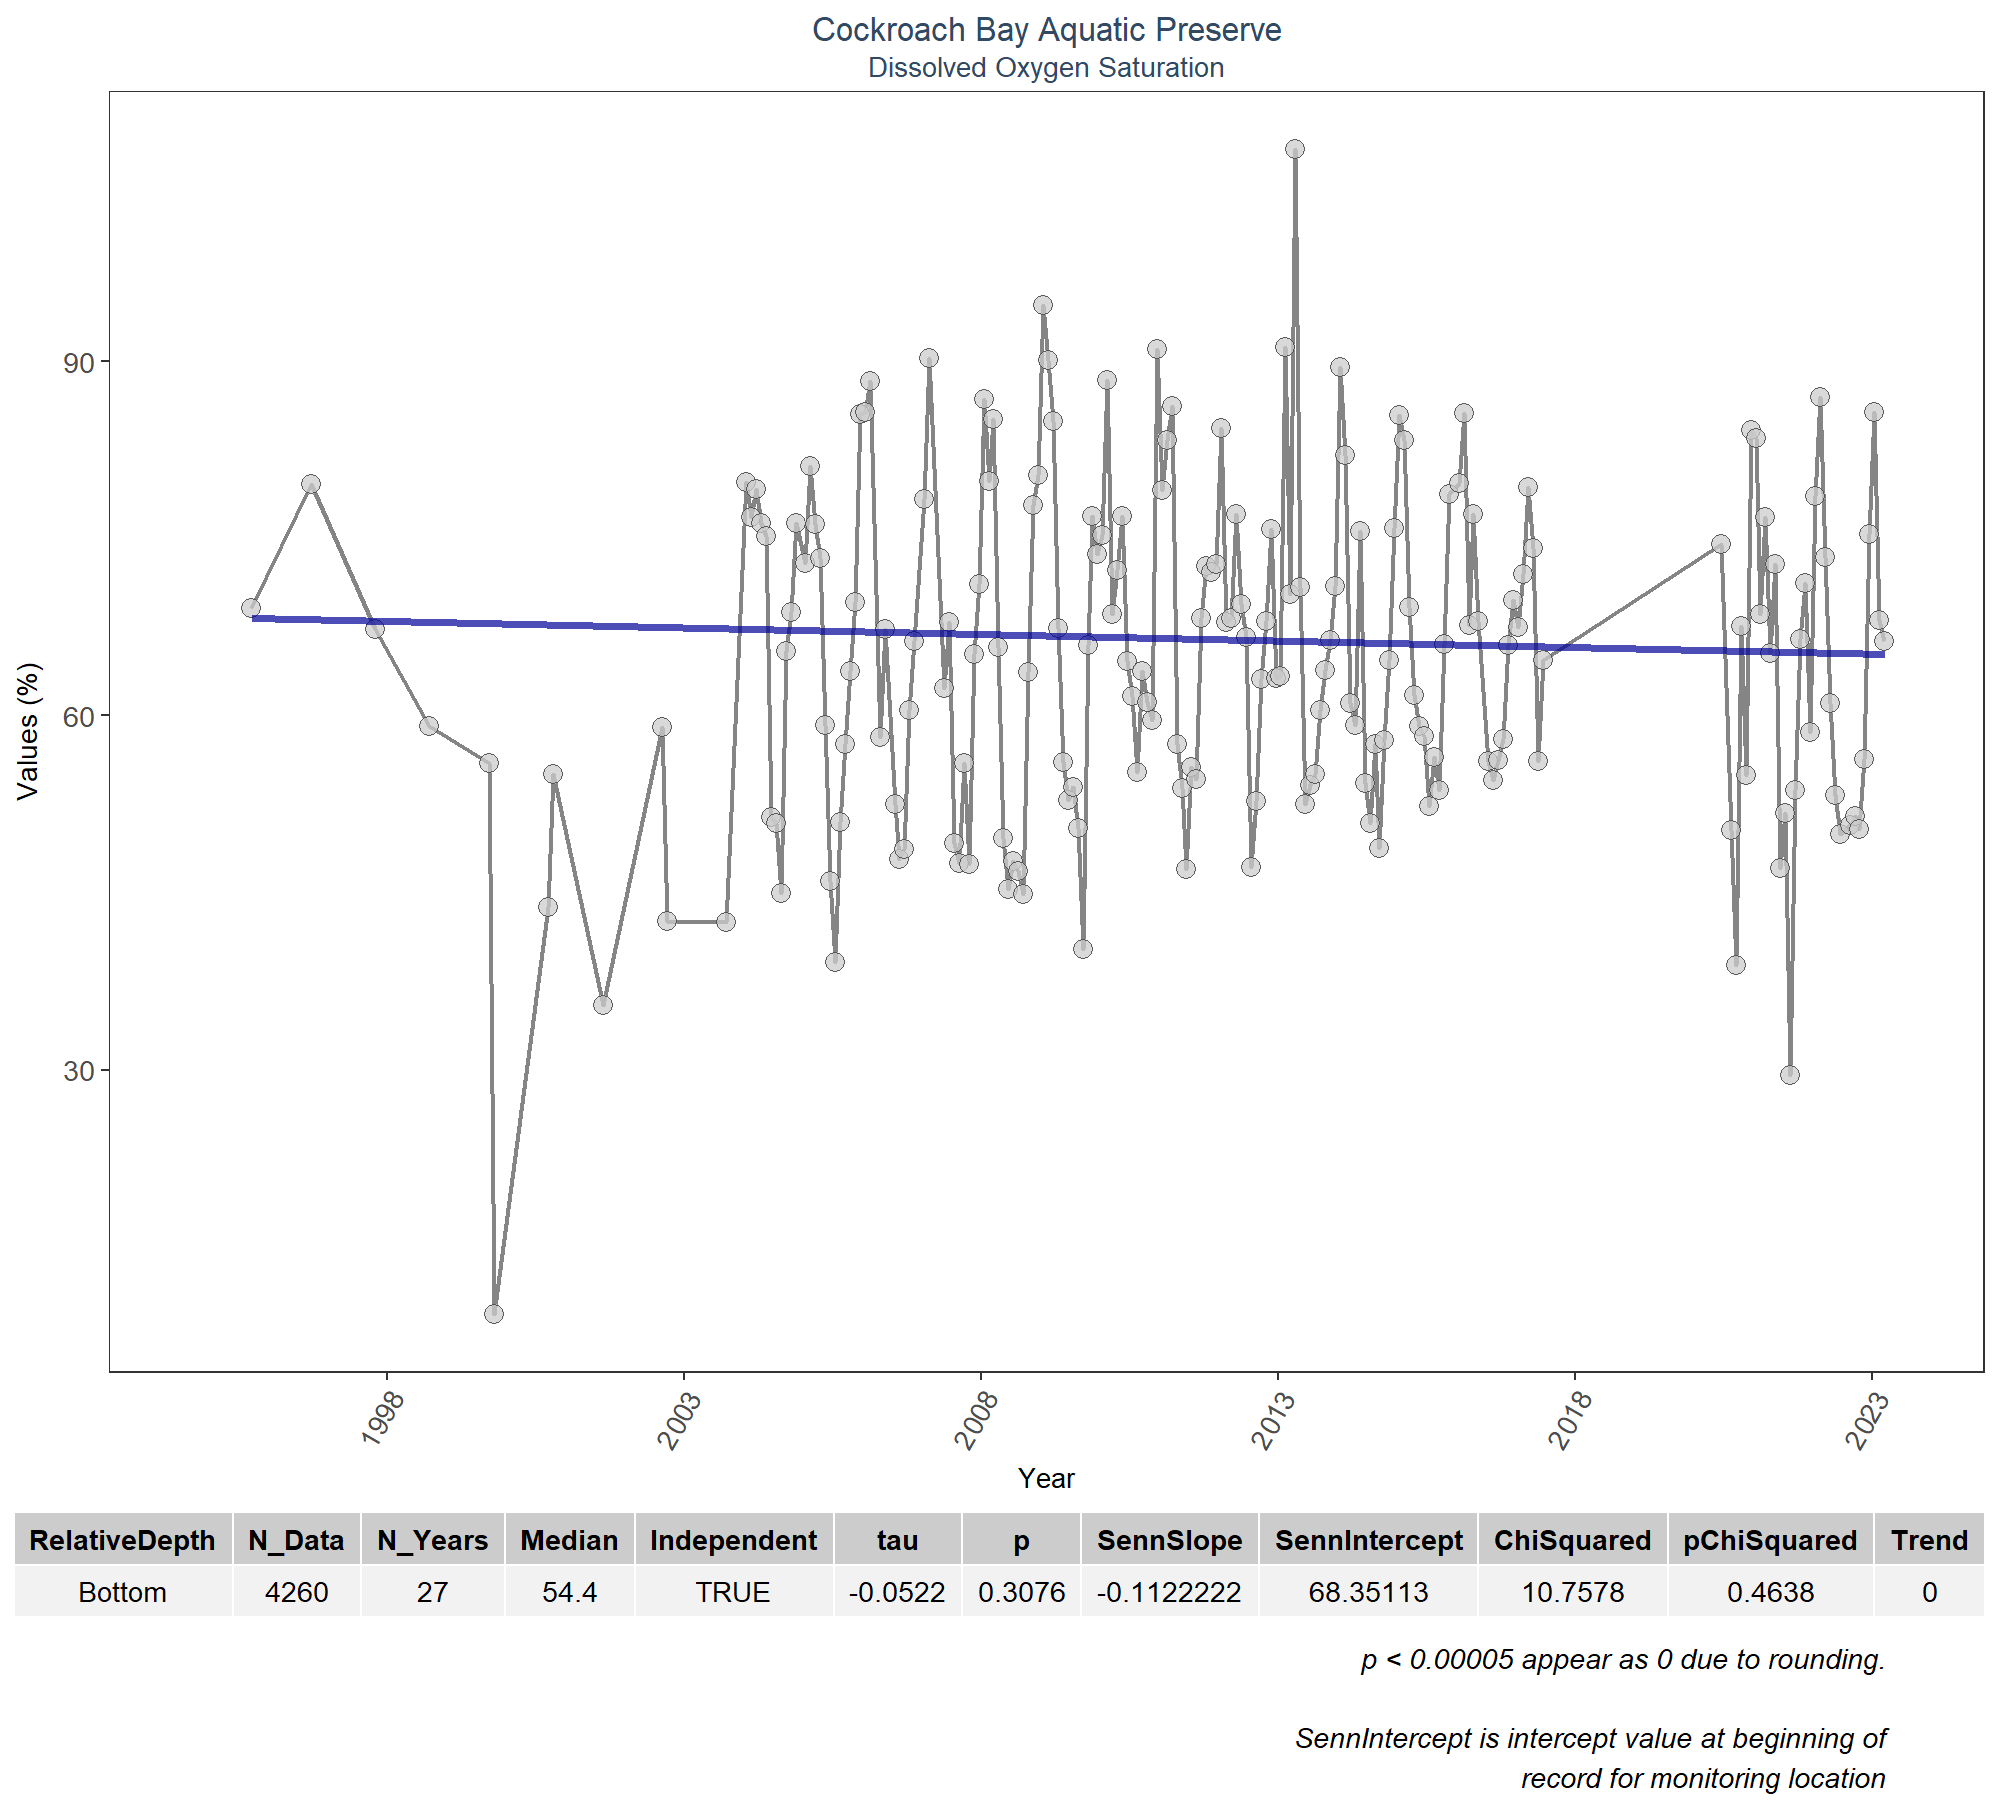 Cockroach Bay Aquatic Preserve
Dissolved Oxygen Saturation
Values (%)
90
60
30
1998 2003 2008 2013 2018 2023
Year
RelativeDepth N_Data N_Years Median Independent tau p SennSlope SennIntercept ChiSquared pChiSquared Trend
Bottom 4260 27 54.4 TRUE -0.0522 0.3076 -0.1122222 68.35113 10.7578 0.4638 0
p < 0.00005 appear as 0 due to rounding.
SennIntercept is intercept value at beginning of
record for monitoring location